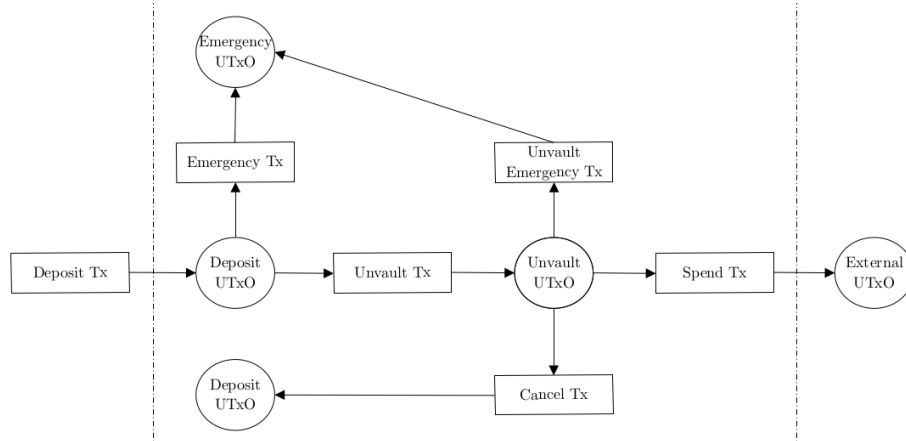 Emergency
UTxO
Emergency Tx
Unvault
Emergency Tx
Deposit Tx
Deposit
UTxO
Unvault Tx
Unvault
UTxO
Spend Tx
External
UTxO
Deposit
UTxO
Cancel Tx